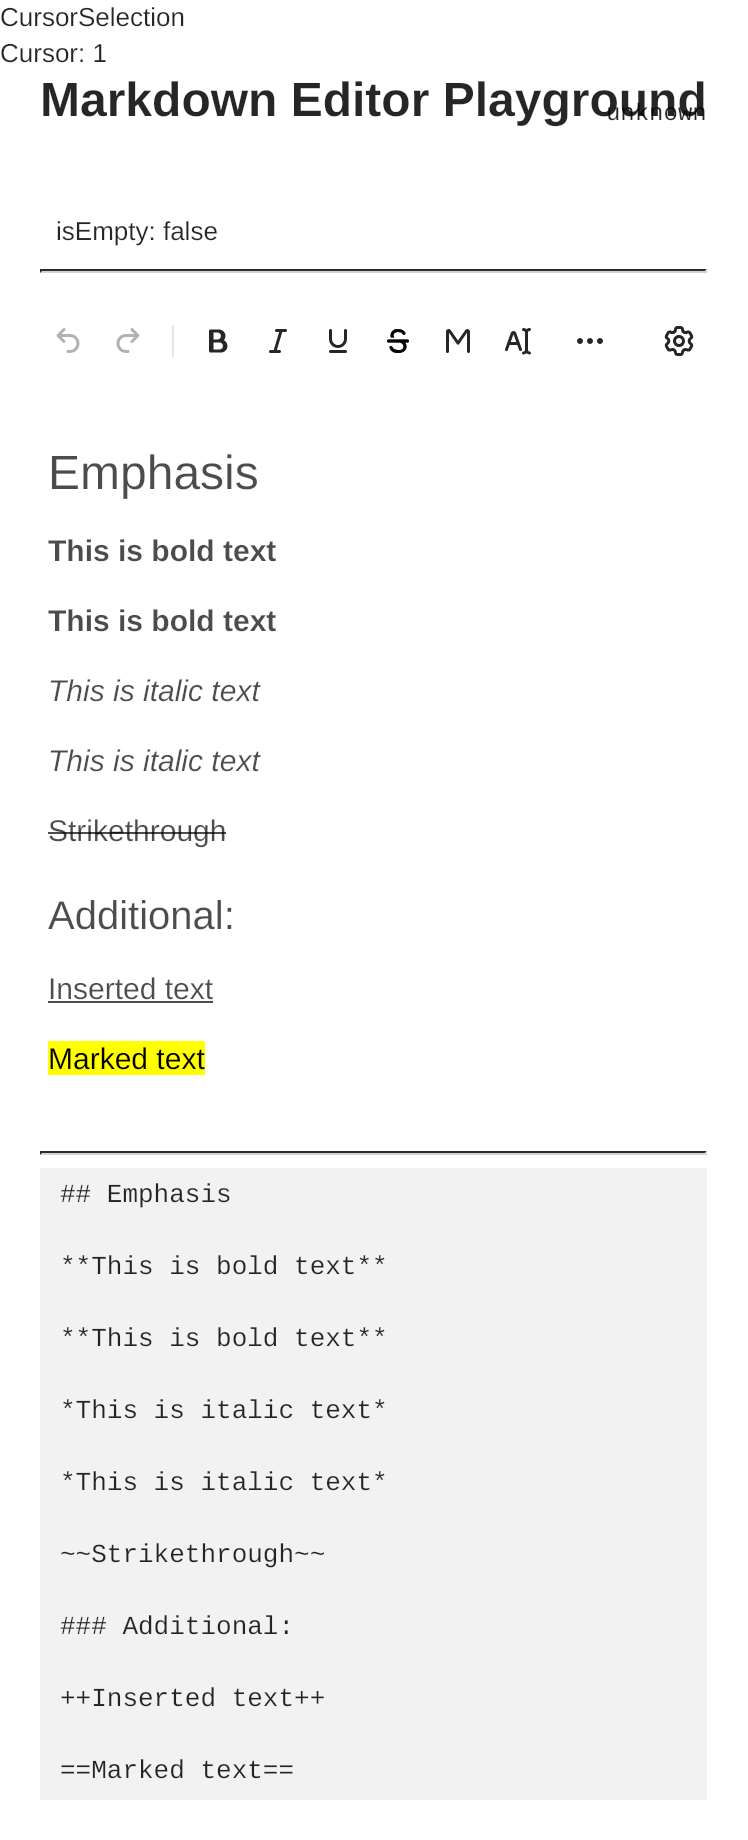 CursorSelection
Cursor: 1
Markdown Editor Playground
unknown
isEmpty: false
B I U S M AI
Emphasis
This is bold text
This is bold text
This is italic text
This is italic text
Strikethrough
Additional:
Inserted text
Marked text
## Emphasis
**This is bold text**
**This is bold text**
*This is italic text*
*This is italic text*
~~Strikethrough~~
### Additional:
++Inserted text++
==Marked text==